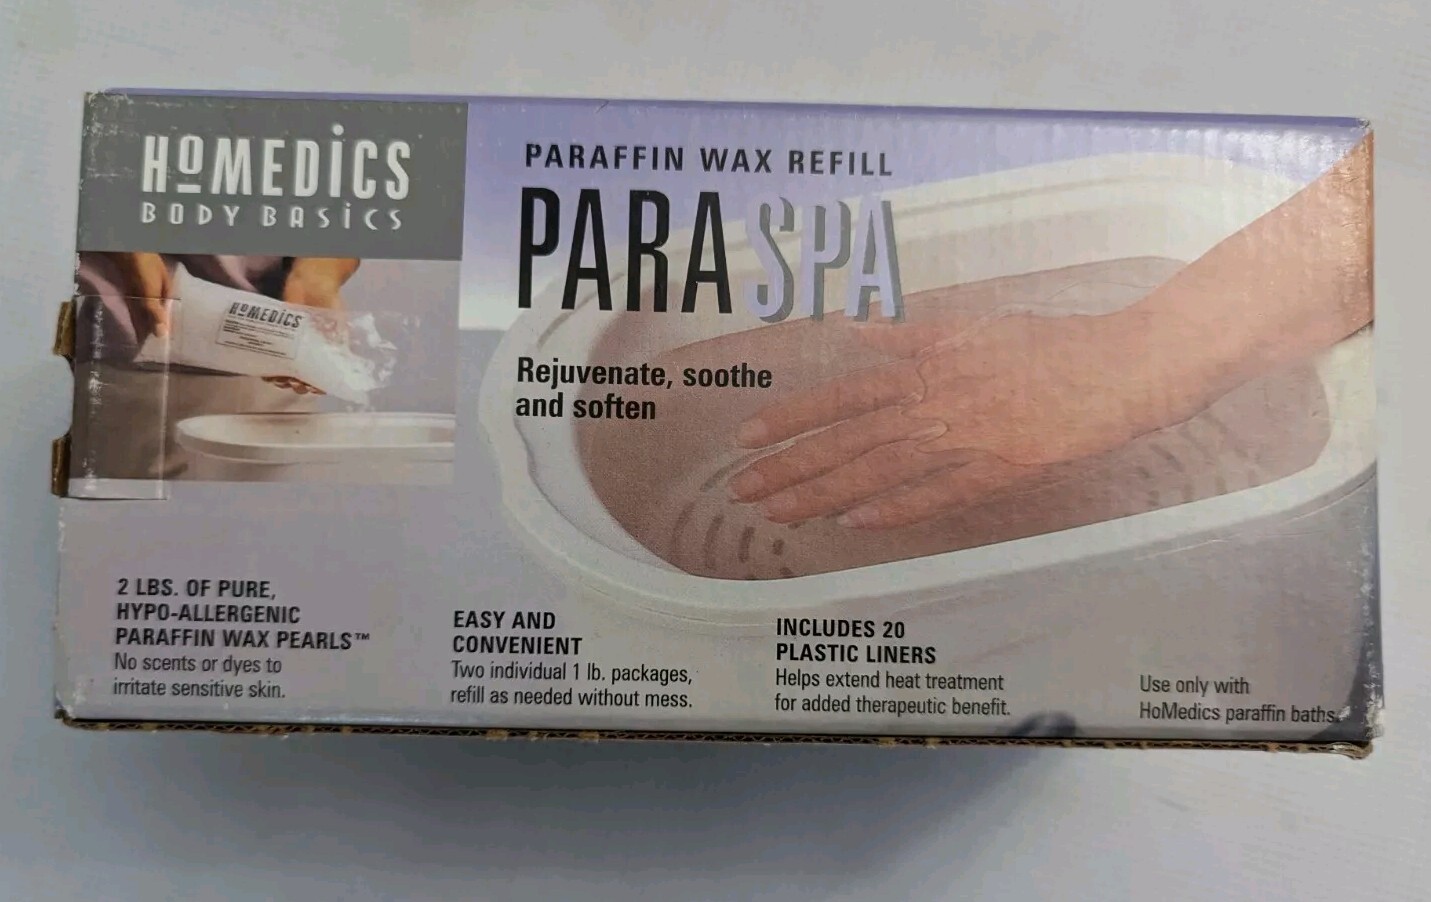 HOMEDICS
BODY BASICS
PARAFFIN WAX REFILL
PARASPA
Rejuvenate, soothe
and soften
HOMEDICS
2 LBS. OF PURE,
HYPO-ALLERGENIC
PARAFFIN WAX PEARLS™
No scents or dyes to
irritate sensitive skin.
EASY AND
CONVENIENT
Two individual 1 lb. packages,
refill as needed without mess.
INCLUDES 20
PLASTIC LINERS
Helps extend heat treatment
for added therapeutic benefit.
Use only with
HoMedics paraffin baths.